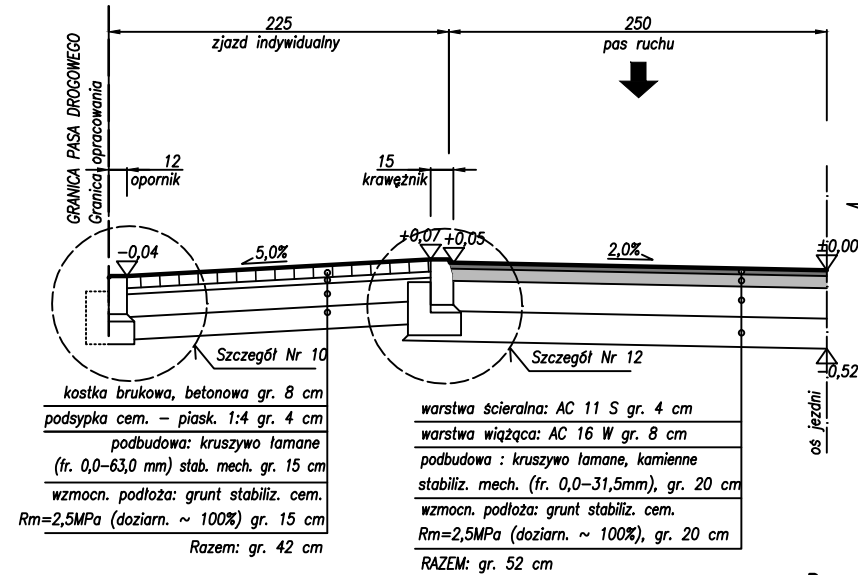 225
zjazd indywidualny
250
pas ruchu
GRANICA PASA DROGOWEGO
Granica opracowania
12
opornik
15
krawężnik
-0,04
5,0%
+0,07
+0,05
2,0%
±0,00
Szczegół Nr 10
Szczegół Nr 12
-0,52
oś jezdni
kostka brukowa, betonowa gr. 8 cm
podsypka cem. – piask. 1:4 gr. 4 cm
podbudowa: kruszywo łamane
(fr. 0,0–63,0 mm) stab. mech. gr. 15 cm
wzmocn. podłoża: grunt stabiliz. cem.
Rm=2,5MPa (doziarn. ~ 100%) gr. 15 cm
Razem: gr. 42 cm
warstwa ścieralna: AC 11 S gr. 4 cm
warstwa wiążąca: AC 16 W gr. 8 cm
podbudowa : kruszywo łamane, kamienne
stabiliz. mech. (fr. 0,0–31,5mm), gr. 20 cm
wzmocn. podłoża: grunt stabiliz. cem.
Rm=2,5MPa (doziarn. ~ 100%), gr. 20 cm
RAZEM: gr. 52 cm